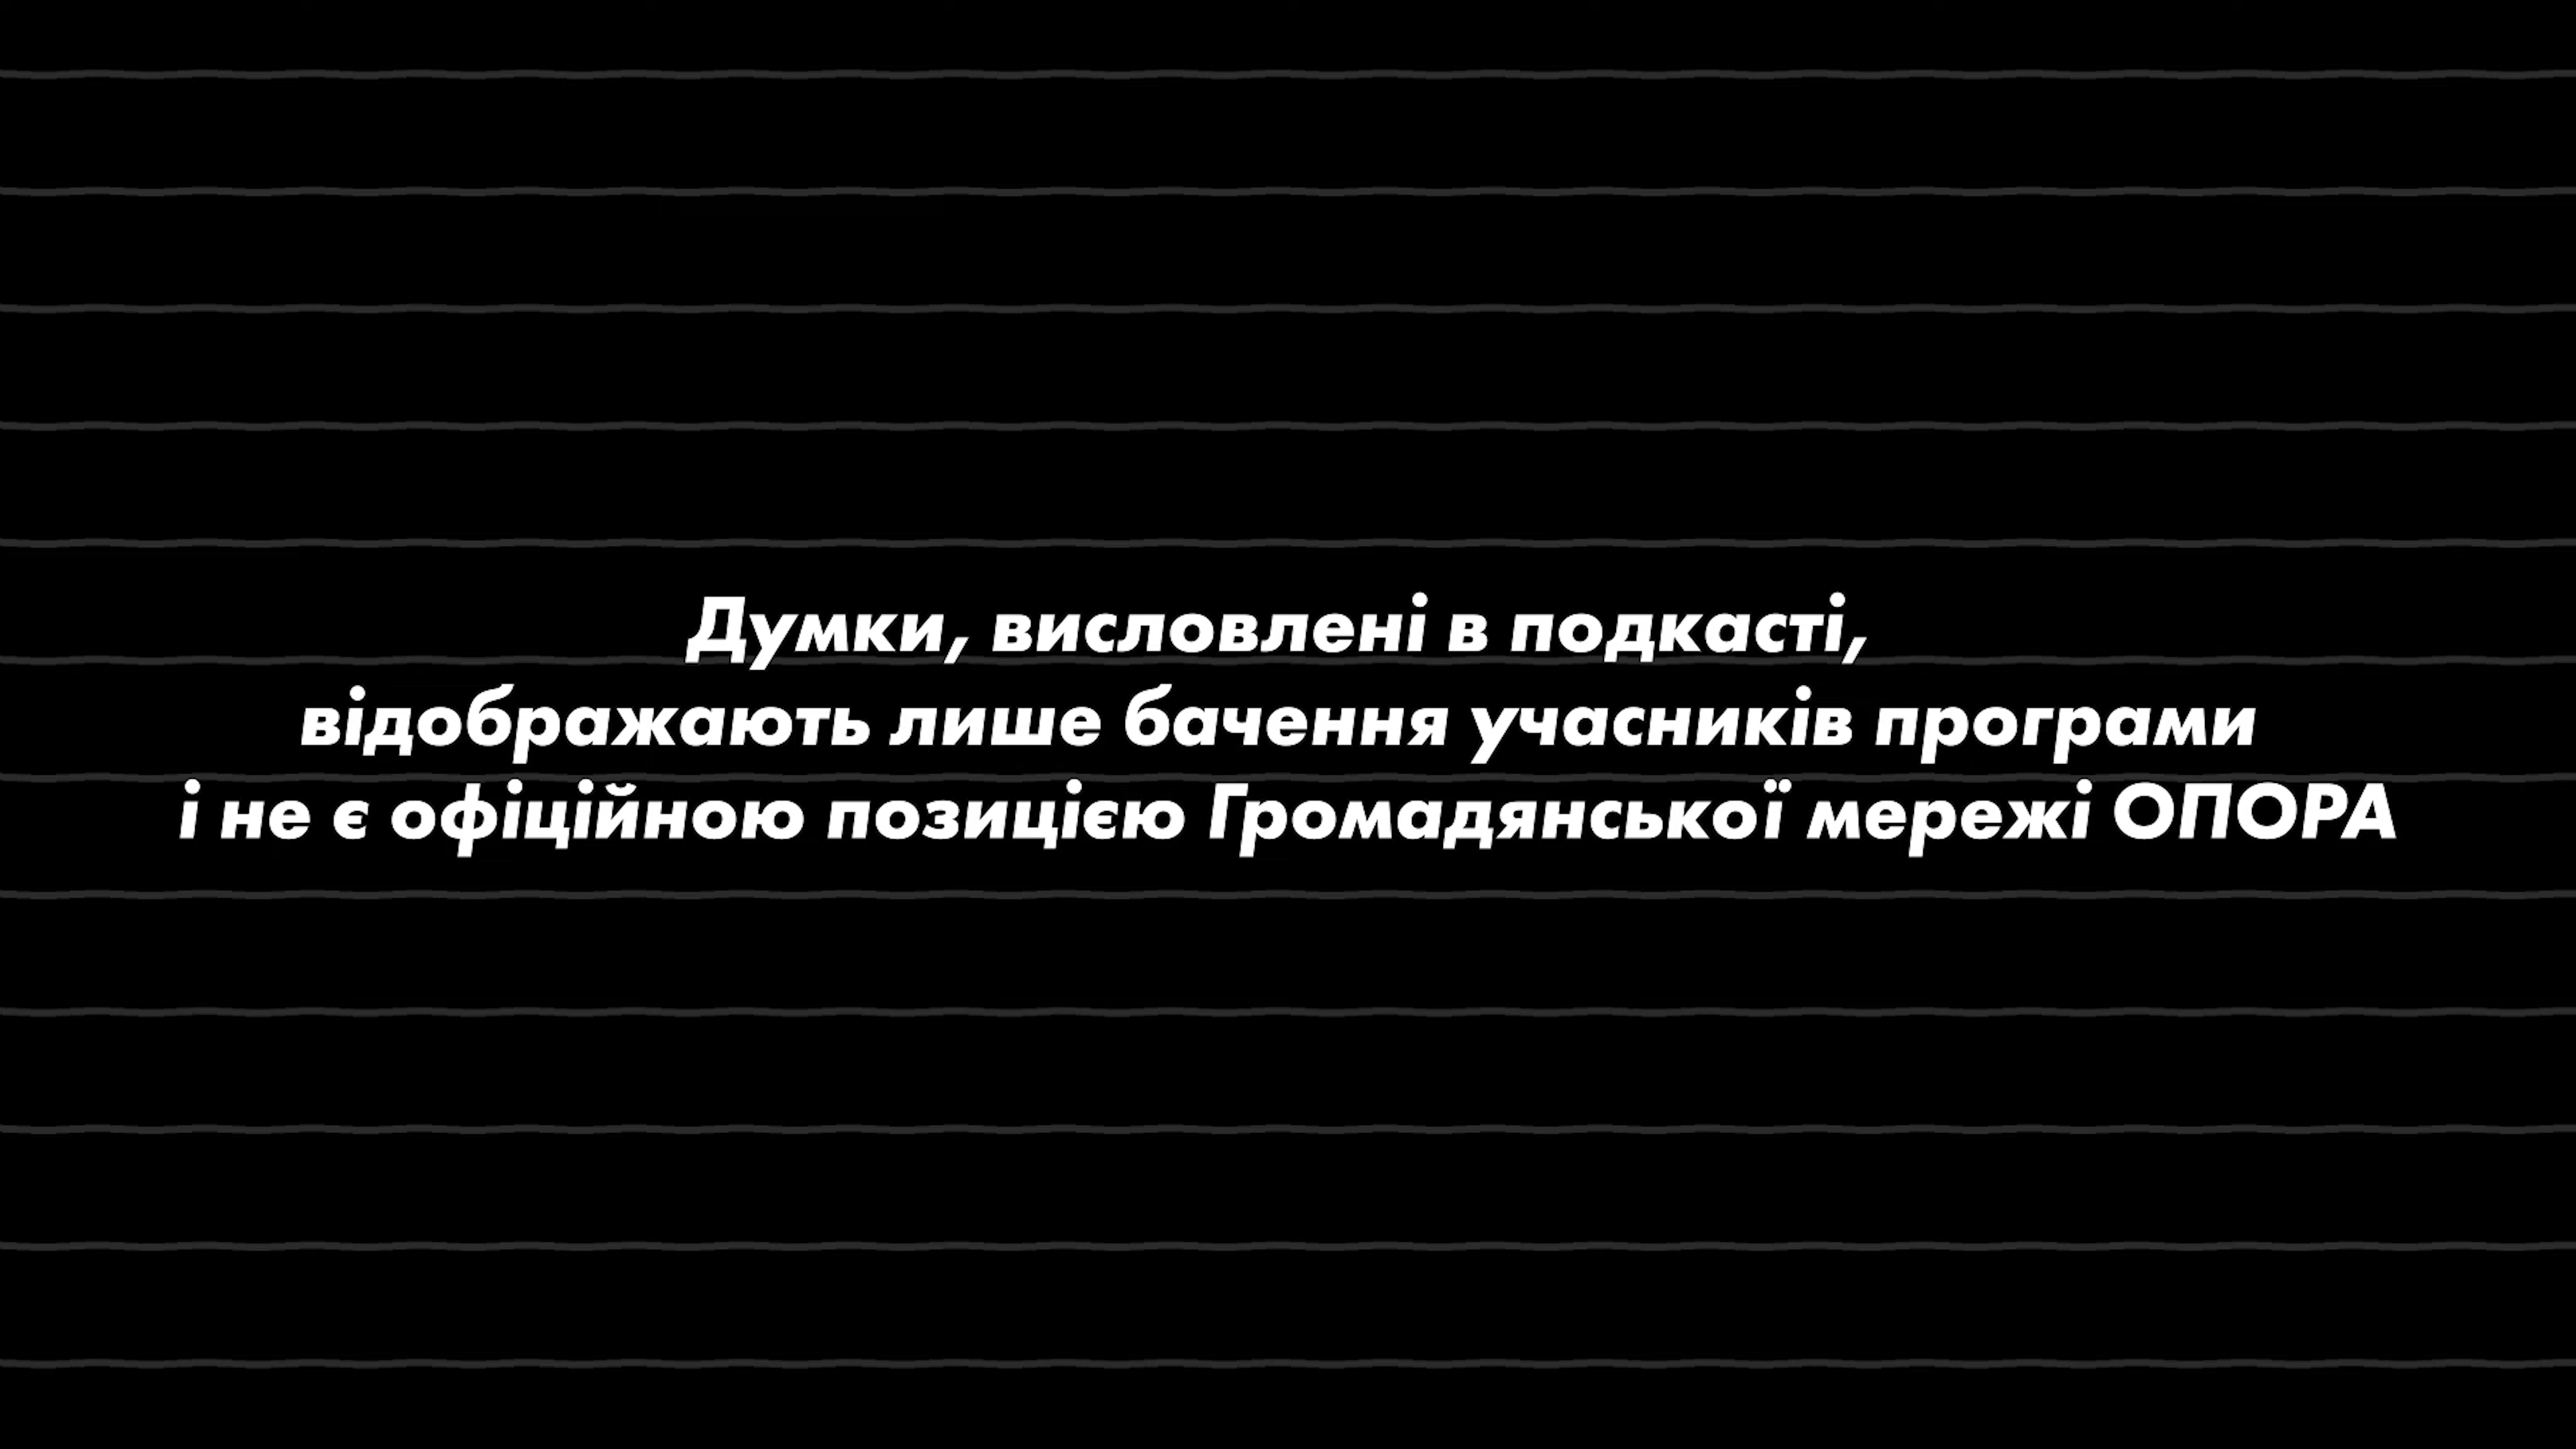 Думки, висловлені в подкасті,
відображають лише бачення учасників програми
і не є офіційною позицією Громадянської мережі ОПОРА